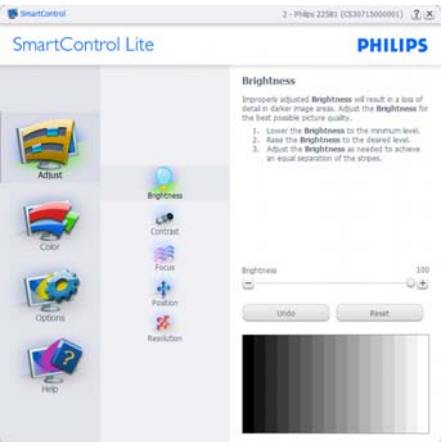 SmartControl
2 - Philips 225B1 (CS30715000001) ? X
SmartControl Lite
PHILIPS
Brightness
Improperly adjusted Brightness will result in a loss of
detail in darker image areas. Adjust the Brightness for
the best possible picture quality.
1. Lower the Brightness to the minimum level.
2. Raise the Brightness to the desired level.
3. Adjust the Brightness as needed to achieve
an equal separation of the stripes.
Adjust
Color
Options
Help
Brightness
Contrast
Focus
Position
Resolution
Brightness 100
Undo Reset